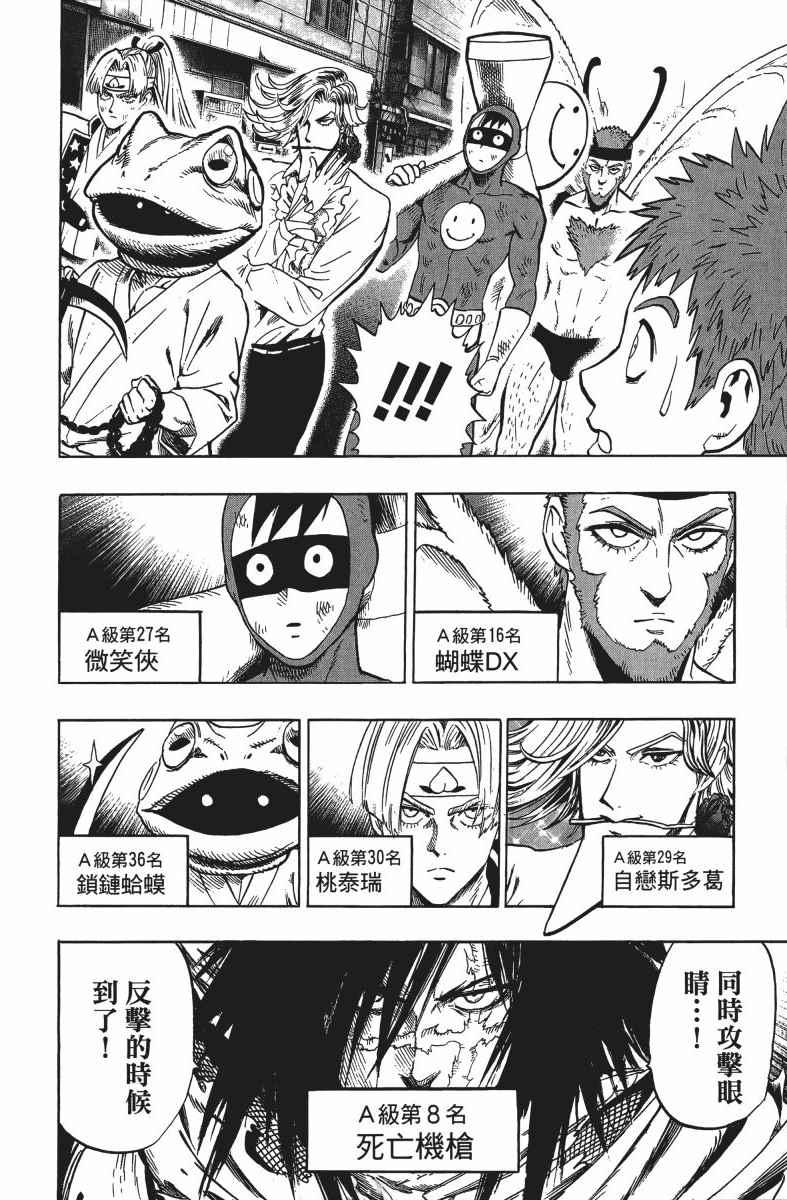 !!!
A級第16名
蝴蝶DX
A級第27名
微笑俠
A級第29名
自戀斯多葛
A級第30名
桃泰瑞
A級第36名
鎖鏈蛤蟆
同時攻擊眼
睛…！
A級第8名
死亡機槍
反擊的時候
到了！